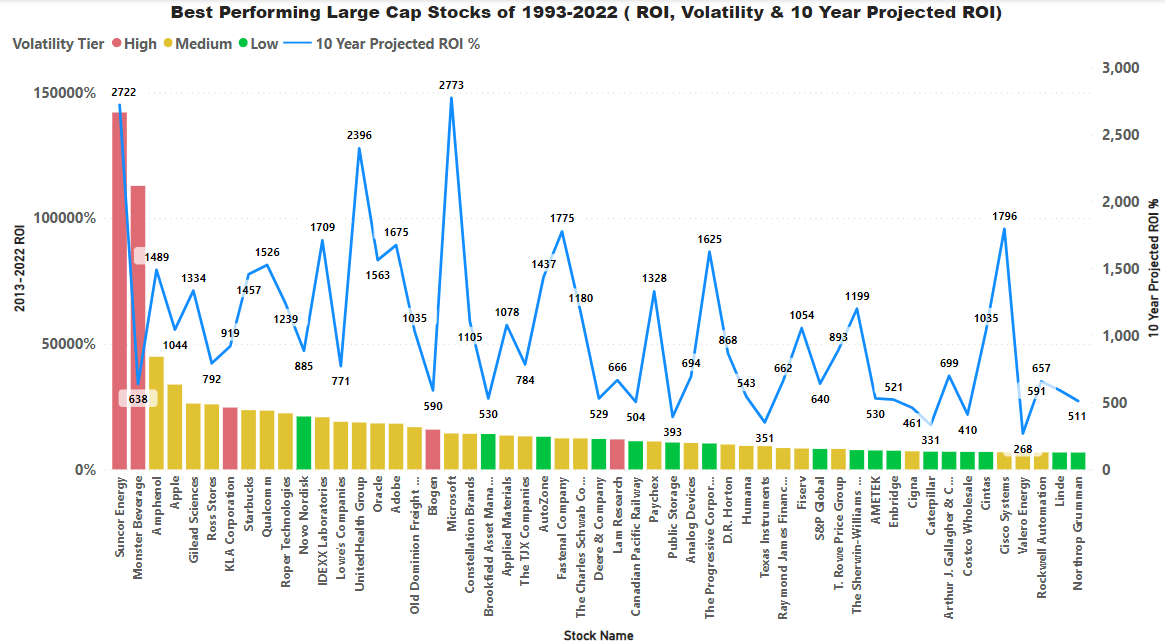 Best Performing Large Cap Stocks of 1993-2022 ( ROI, Volatility & 10 Year Projected ROI)
Volatility Tier High Medium Low 10 Year Projected ROI %
3,000
2,500
2,000
1,500
1,000
500
0
10 Year Projected ROI %
150000%
100000%
50000%
0%
2013-2022 ROI
2722
638
1489
1044
1334
792
919
1457
1526
1239
885
1709
771
2396
1563
1675
1035
590
2773
1105
530
1078
784
1437
1775
1180
529
666
504
1328
393
694
1625
868
543
351
662
1054
640
893
1199
530
521
461
331
699
410
1035
1796
268
657
591
511
Suncor Energy
Monster Beverage
Amphenol
Apple
Gilead Sciences
Ross Stores
KLA Corporation
Starbucks
Qualcomm
Roper Technologies
Novo Nordisk
IDEXX Laboratories
Lowe's Companies
UnitedHealth Group
Oracle
Adobe
Old Dominion Freight ...
Biogen
Microsoft
Constellation Brands
Brookfield Asset Mana...
Applied Materials
The TJX Companies
AutoZone
Fastenal Company
The Charles Schwab Co...
Deere & Company
Lam Research
Canadian Pacific Railway
Paychex
Public Storage
Analog Devices
The Progressive Corpor...
D.R. Horton
Humana
Texas Instruments
Raymond James Financ...
Fiserv
S&P Global
T. Rowe Price Group
The Sherwin-Williams ...
AMETEK
Enbridge
Cigna
Caterpillar
Arthur J. Gallagher & C...
Costco Wholesale
Cintas
Cisco Systems
Valero Energy
Rockwell Automation
Linde
Northrop Grumman
Stock Name